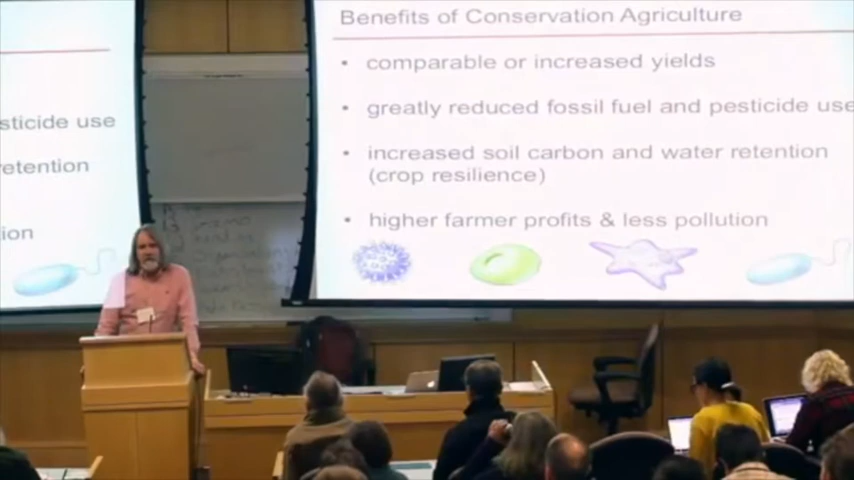 Benefits of Conservation Agriculture
• comparable or increased yields
• greatly reduced fossil fuel and pesticide use
• increased soil carbon and water retention
(crop resilience)
• higher farmer profits & less pollution
sticide use
retention
ion